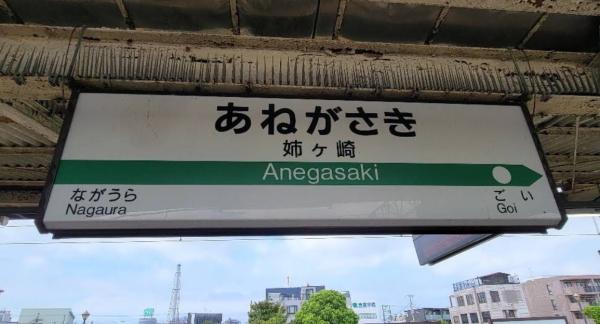 あねがさき
姉ヶ崎
Anegasaki
ながうら
Nagaura
ごい
Goi